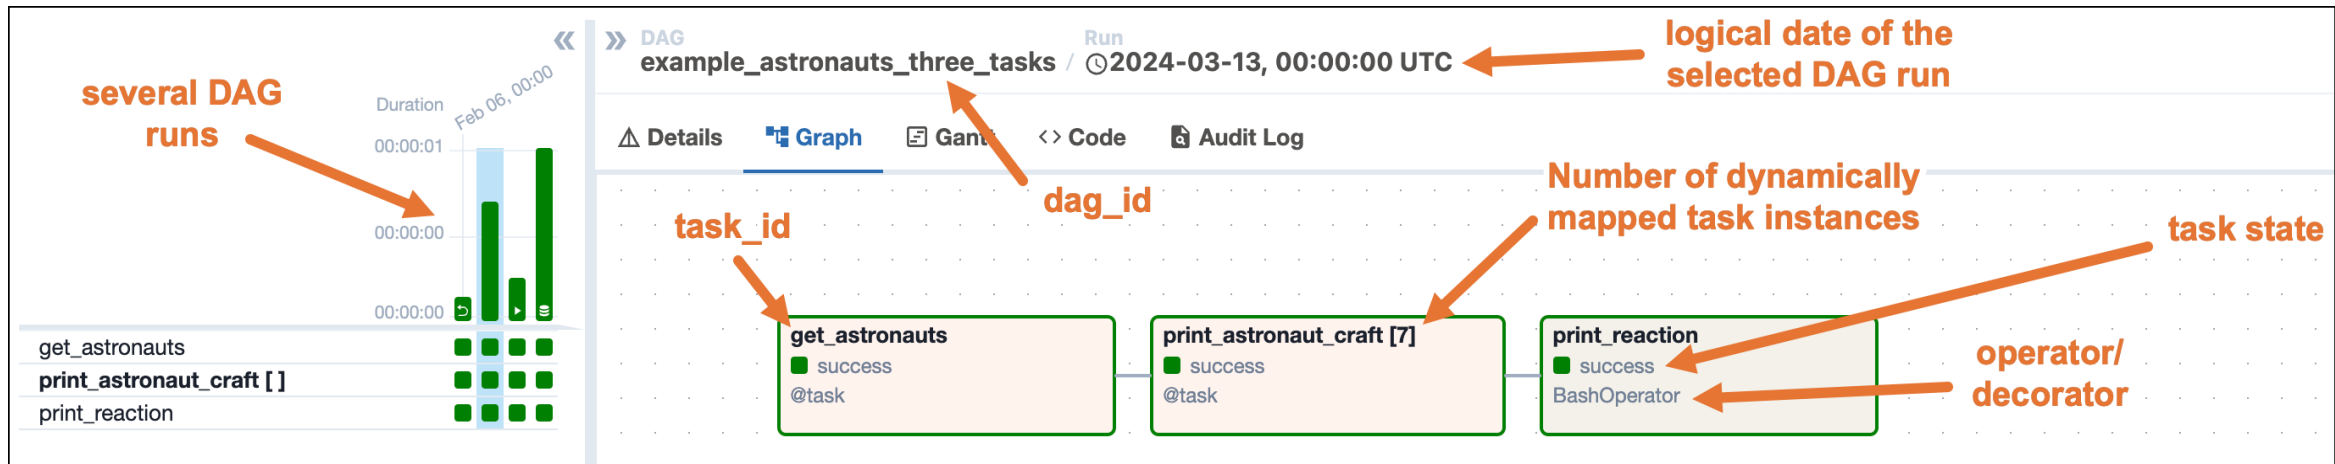 several DAG
runs
Duration
Feb 06, 00:00
00:00:01
00:00:00
00:00:00
get_astronauts
print_astronaut_craft [ ]
print_reaction
DAG
example_astronauts_three_tasks
/
Run
2024-03-13, 00:00:00 UTC
logical date of the
selected DAG run
Details
Graph
Gantt
Code
Audit Log
dag_id
task_id
Number of dynamically
mapped task instances
task state
get_astronauts
success
@task
print_astronaut_craft [7]
success
@task
print_reaction
success
BashOperator
operator/
decorator